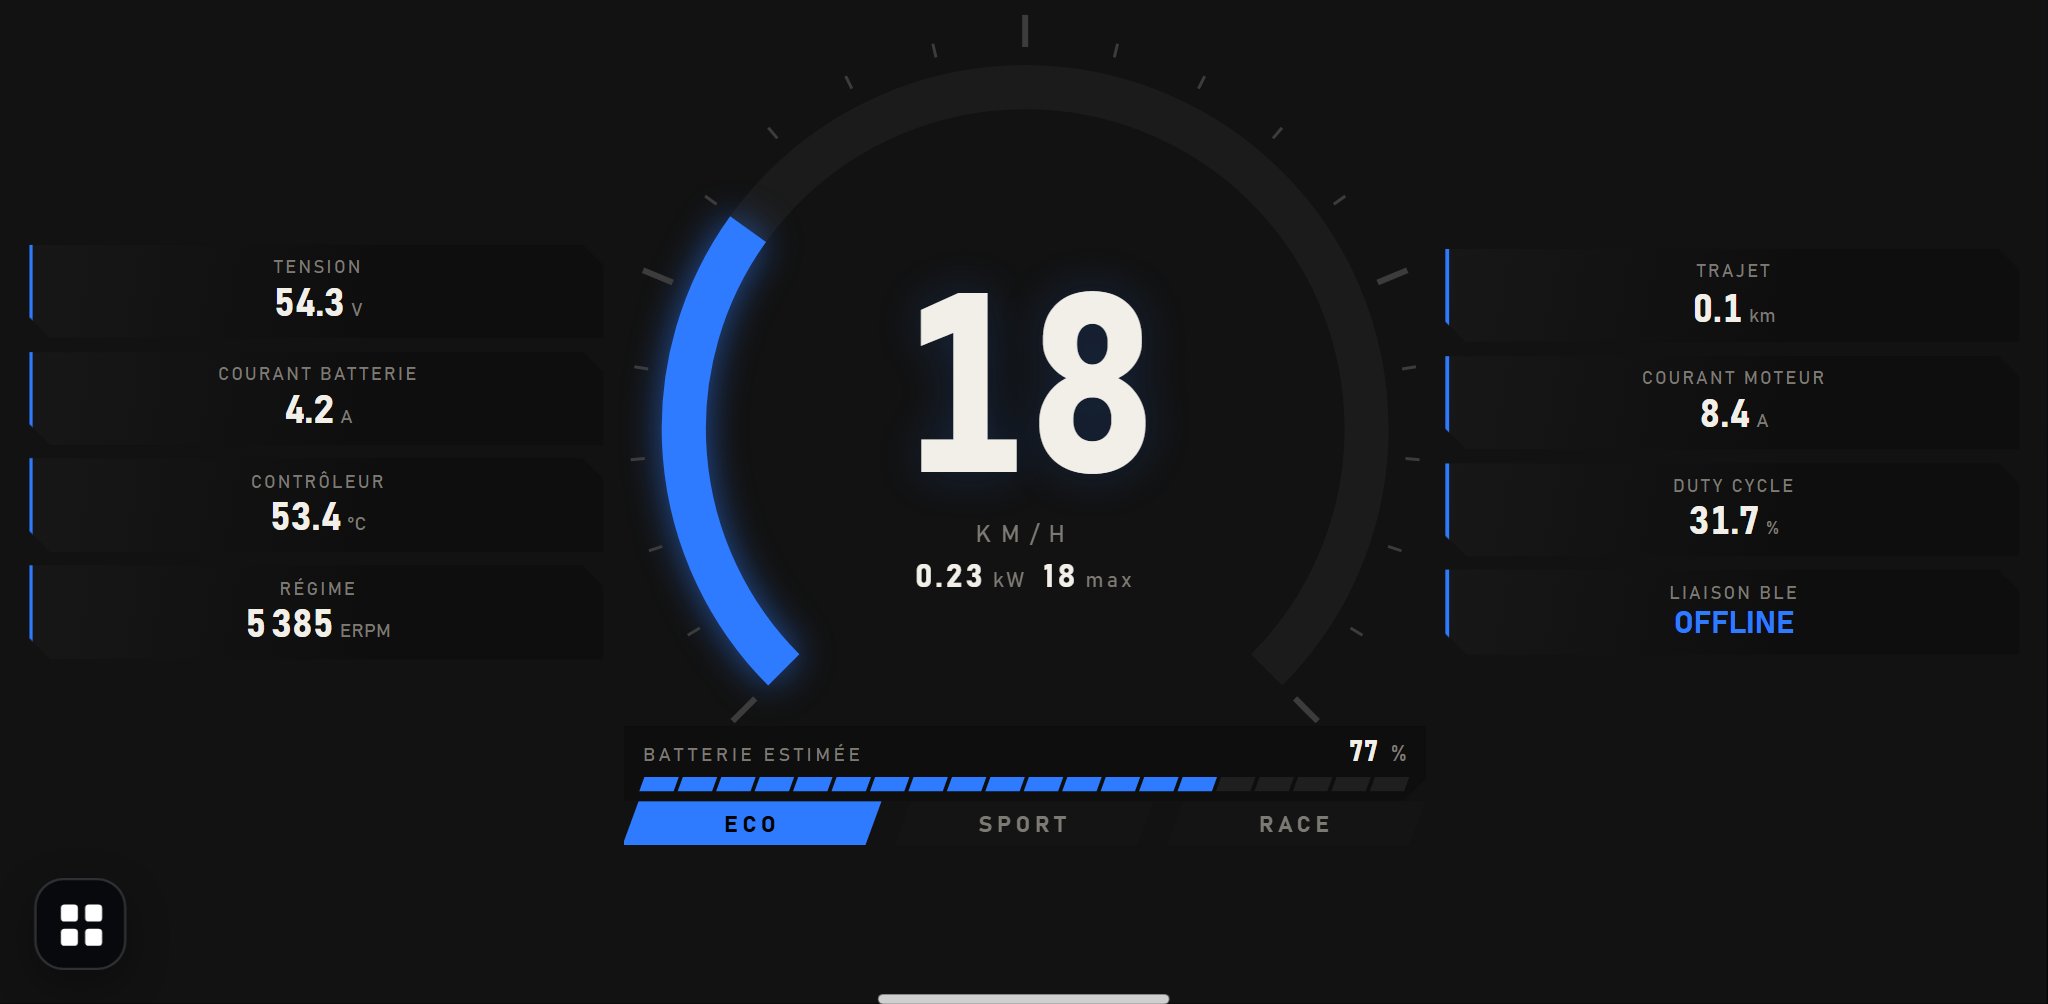 TENSION
54.3 V
COURANT BATTERIE
4.2 A
CONTRÔLEUR
53.4 °C
RÉGIME
5 385 ERPM
18
KM/H
0.23 kW 18 max
BATTERIE ESTIMÉE 77 %
ECO SPORT RACE
TRAJET
0.1 km
COURANT MOTEUR
8.4 A
DUTY CYCLE
31.7 %
LIAISON BLE
OFFLINE